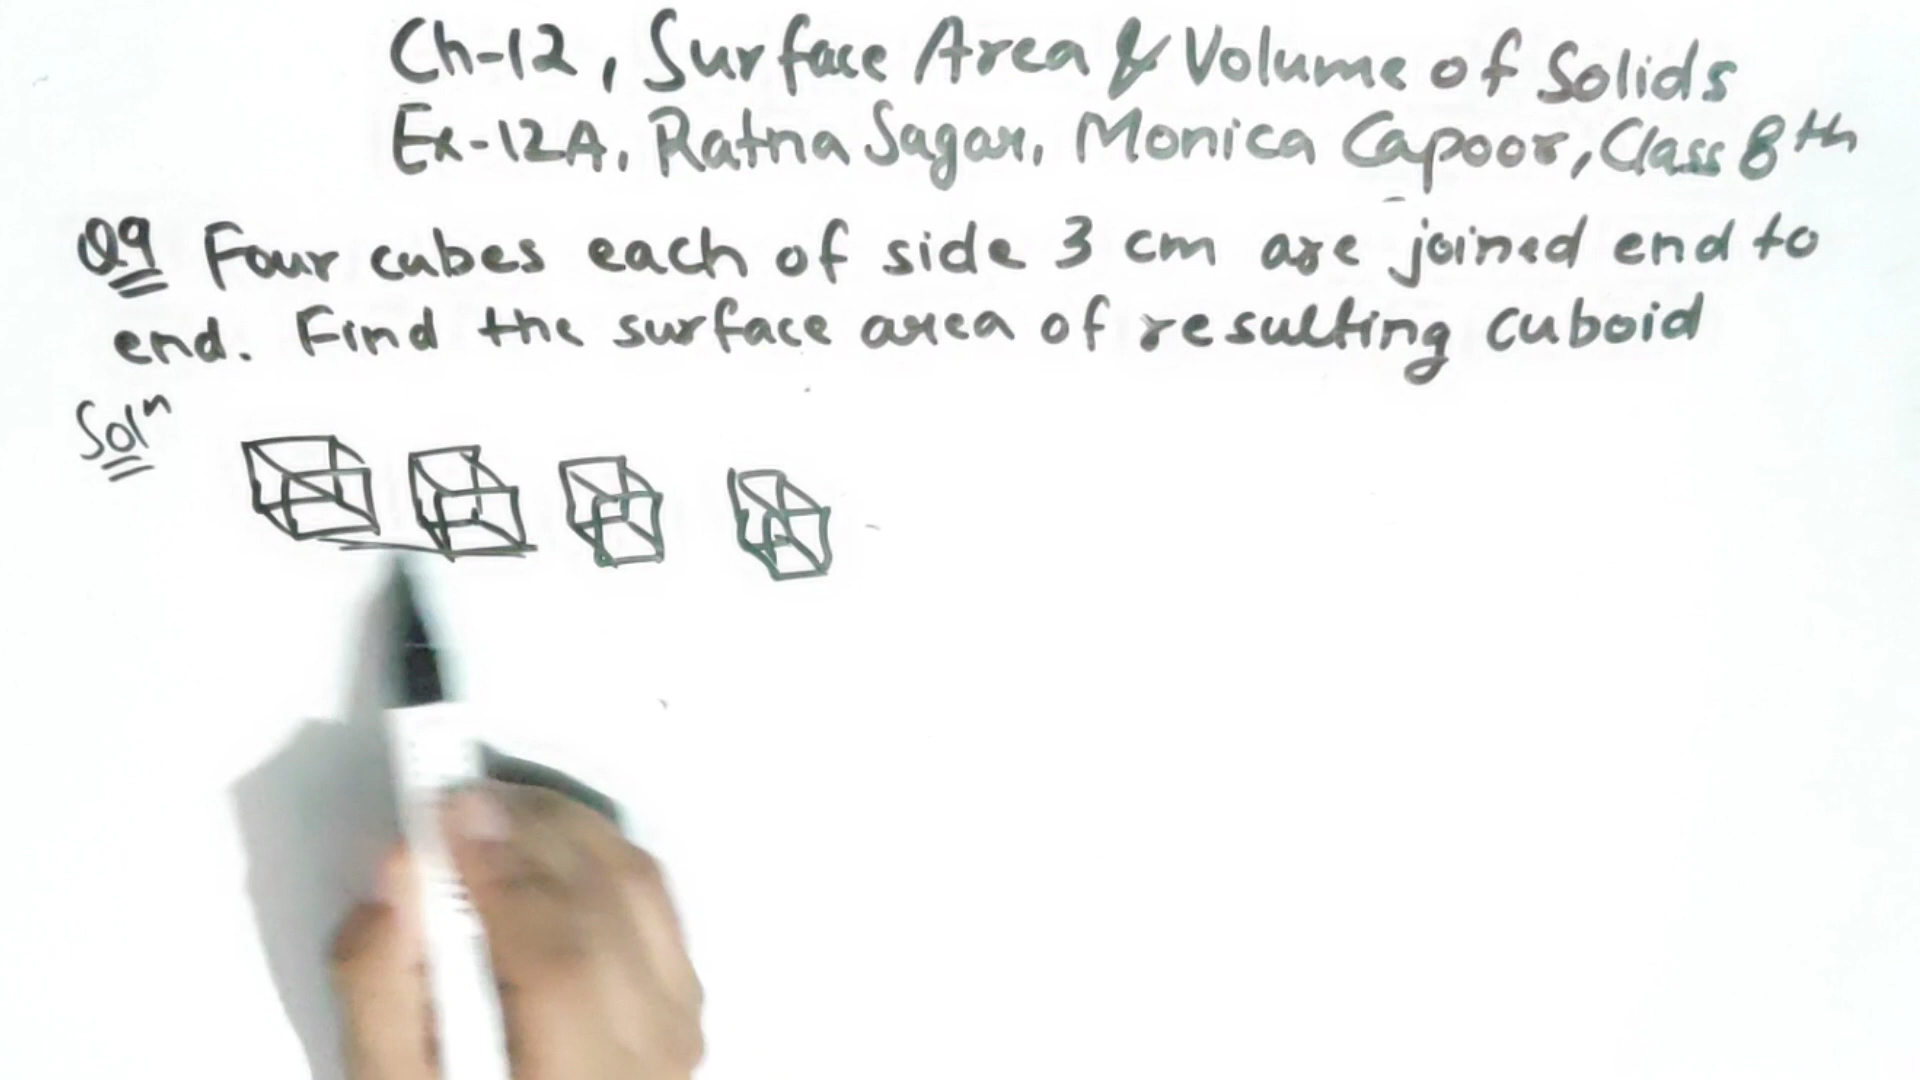 Ch-12, Surface Area & Volume of Solids
Ex-12A, Ratna Sagar, Monica Capoor, Class 8th
Q9 Four cubes each of side 3 cm are joined end to
end. Find the surface area of resulting cuboid
Solⁿ